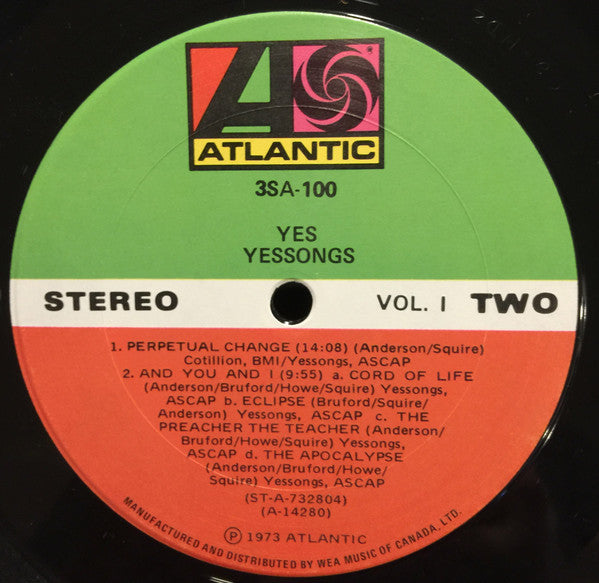 ATLANTIC
3SA-100
YES
YESSONGS
STEREO VOL. I TWO
1. PERPETUAL CHANGE (14:08) (Anderson/Squire)
Cotillion, BMI/Yessongs, ASCAP
2. AND YOU AND I (9:55) a. CORD OF LIFE
(Anderson/Bruford/Howe/Squire) Yessongs,
ASCAP b. ECLIPSE (Bruford/Squire/
Anderson) Yessongs, ASCAP c. THE
PREACHER THE TEACHER (Anderson/
Bruford/Howe/Squire) Yessongs,
ASCAP d. THE APOCALYPSE
(Anderson/Bruford/Howe/
Squire) Yessongs, ASCAP
(ST-A-732804)
(A-14280)
℗ 1973 ATLANTIC
MANUFACTURED AND DISTRIBUTED BY WEA MUSIC OF CANADA, LTD.